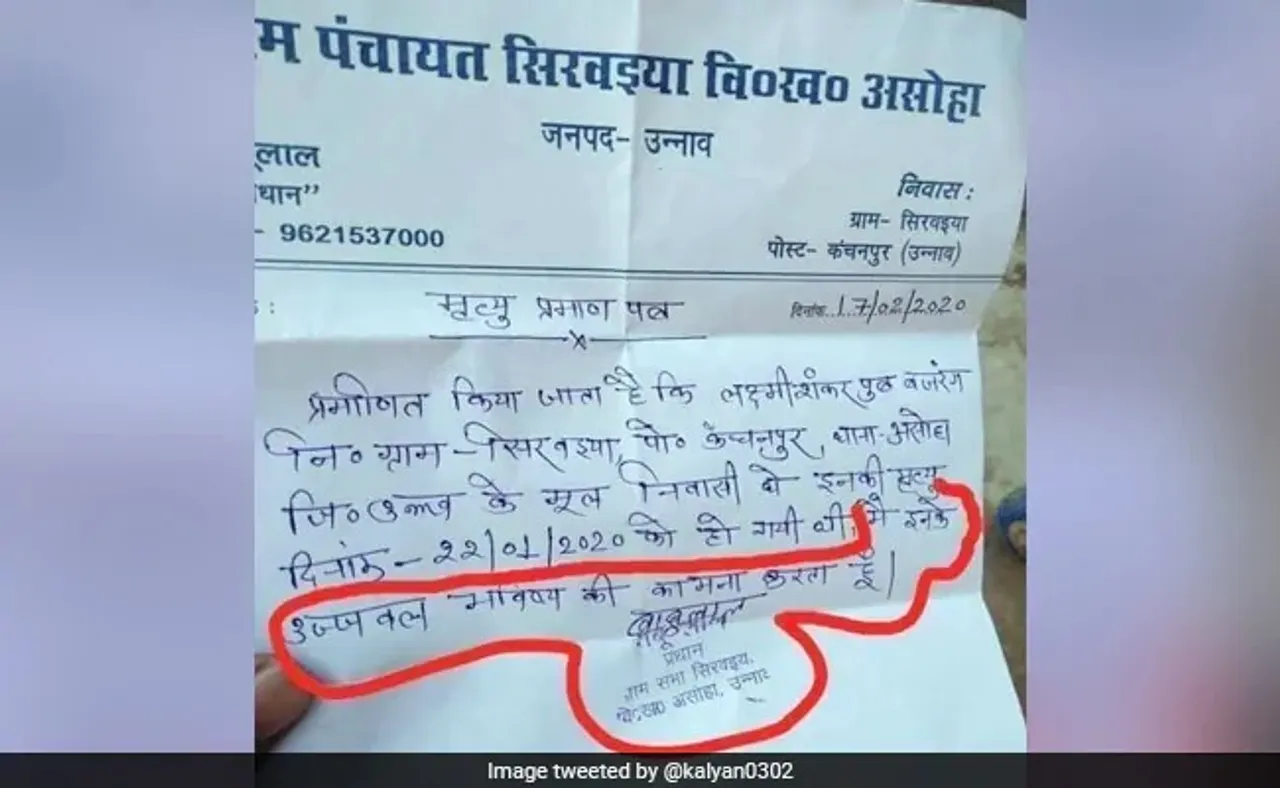 म पंचायत सिरवइया वि०ख० असोहा
जनपद- उन्नाव
लाल
धान”
- 9621537000
निवास :
ग्राम- सिरवइया
पोस्ट- कंचनपुर (उन्नाव)
मृत्यु प्रमाण पत्र
दिनांक..17/02/2020
प्रमाणित किया जाता है कि लक्ष्मीशंकर पुत्र बजरंग
नि० ग्राम - सिरवइया, पो० कंचनपुर, थाना-असोहा
जि० उन्नाव के मूल निवासी थे इनकी मृत्यु
दिनांक - 22/01/2020 को हो गयी थी, मै इनके
उज्जवल भविष्य की कामना करता हूँ।
बाबूलाल
प्रधान
ग्राम सभा सिरवइया,
वि.ख० असोहा, उन्नाव
Image tweeted by @kalyan0302